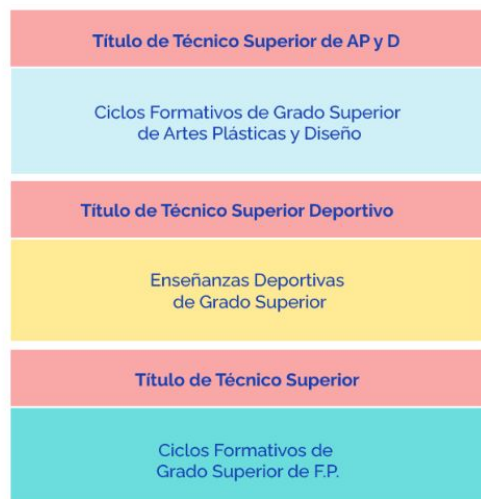 Título de Técnico Superior de AP y D
Ciclos Formativos de Grado Superior
de Artes Plásticas y Diseño
Título de Técnico Superior Deportivo
Enseñanzas Deportivas
de Grado Superior
Título de Técnico Superior
Ciclos Formativos de
Grado Superior de F.P.